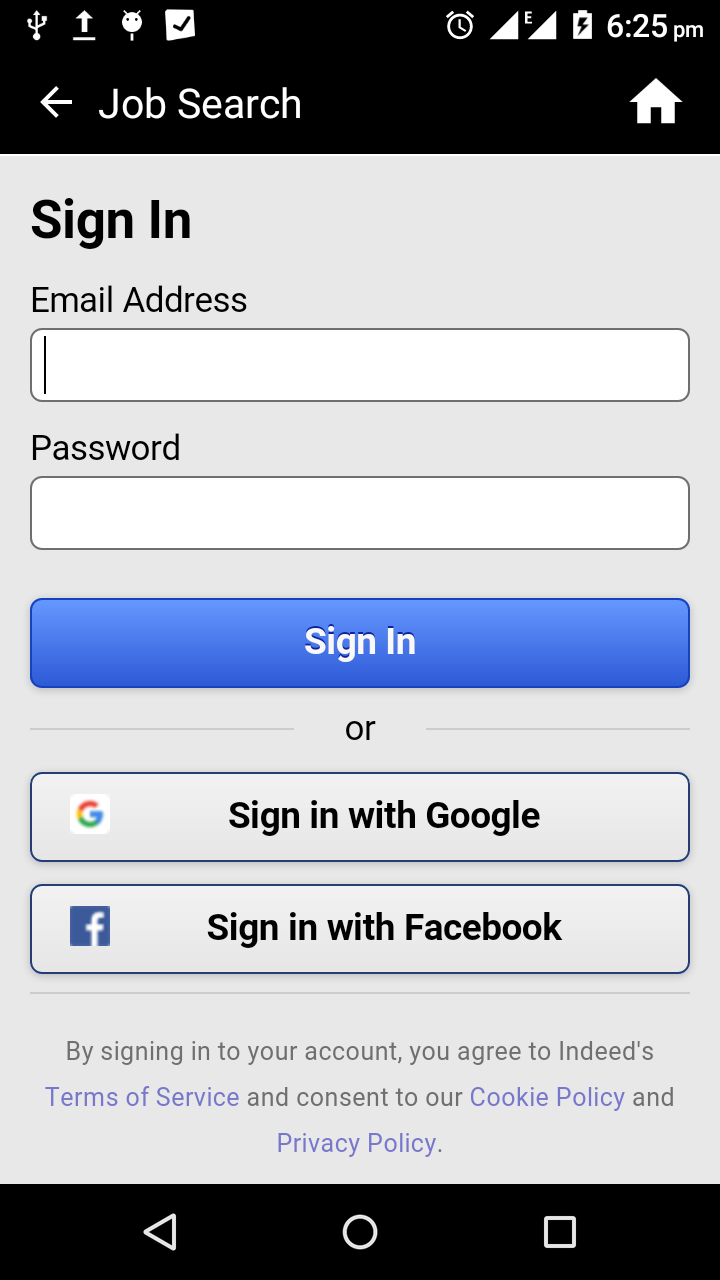 E 6:25 pm
Job Search
Sign In
Email Address
Password
Sign In
or
Sign in with Google
Sign in with Facebook
By signing in to your account, you agree to Indeed's
Terms of Service and consent to our Cookie Policy and
Privacy Policy.